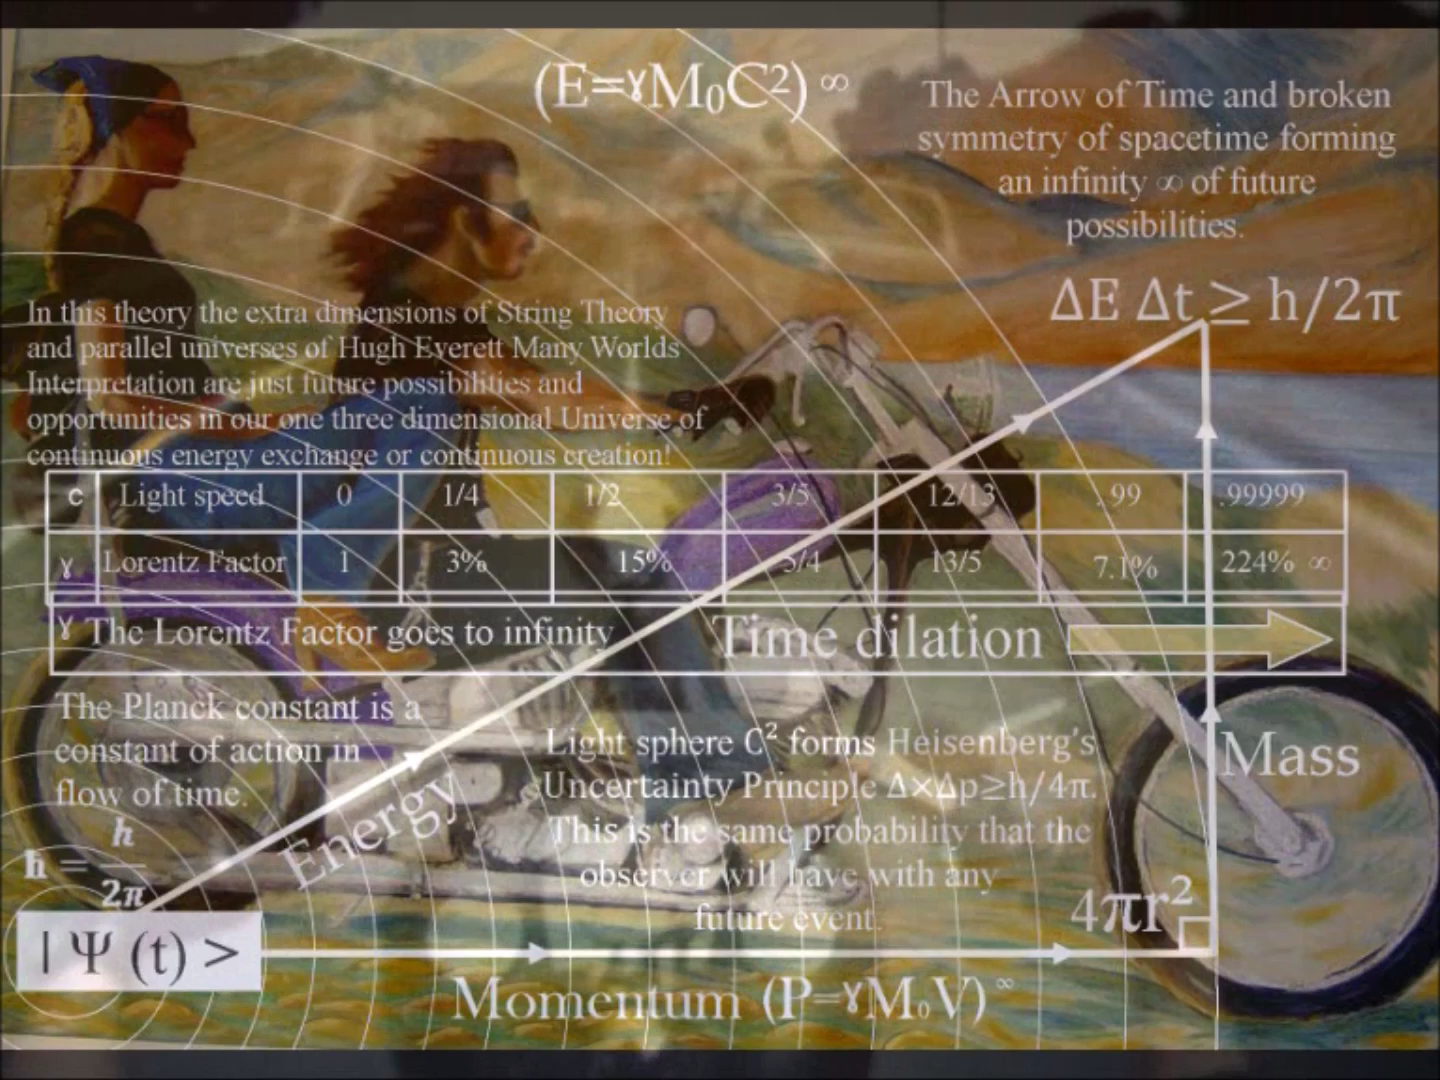 (E=γM₀C²) ∞
The Arrow of Time and broken
symmetry of spacetime forming
an infinity ∞ of future
possibilities.
ΔE Δt ≥ h/2π
In this theory the extra dimensions of String Theory
and parallel universes of Hugh Everett Many Worlds
Interpretation are just future possibilities and
opportunities in our one three dimensional Universe of
continuous energy exchange or continuous creation!
c Light speed 0 1/4 1/2 3/5 12/13 .99 .99999
γ Lorentz Factor 1 3% 15% 5/4 13/5 7.1% 224% ∞
γ The Lorentz Factor goes to infinity Time dilation
The Planck constant is a
constant of action in
flow of time.
ħ = h/2π
Energy
Light sphere C² forms Heisenberg's
Uncertainty Principle Δ×Δp≥h/4π.
This is the same probability that the
observer will have with any
future event.
Mass
4πr²
| Ψ (t) >
Momentum (P=γM₀V) ∞